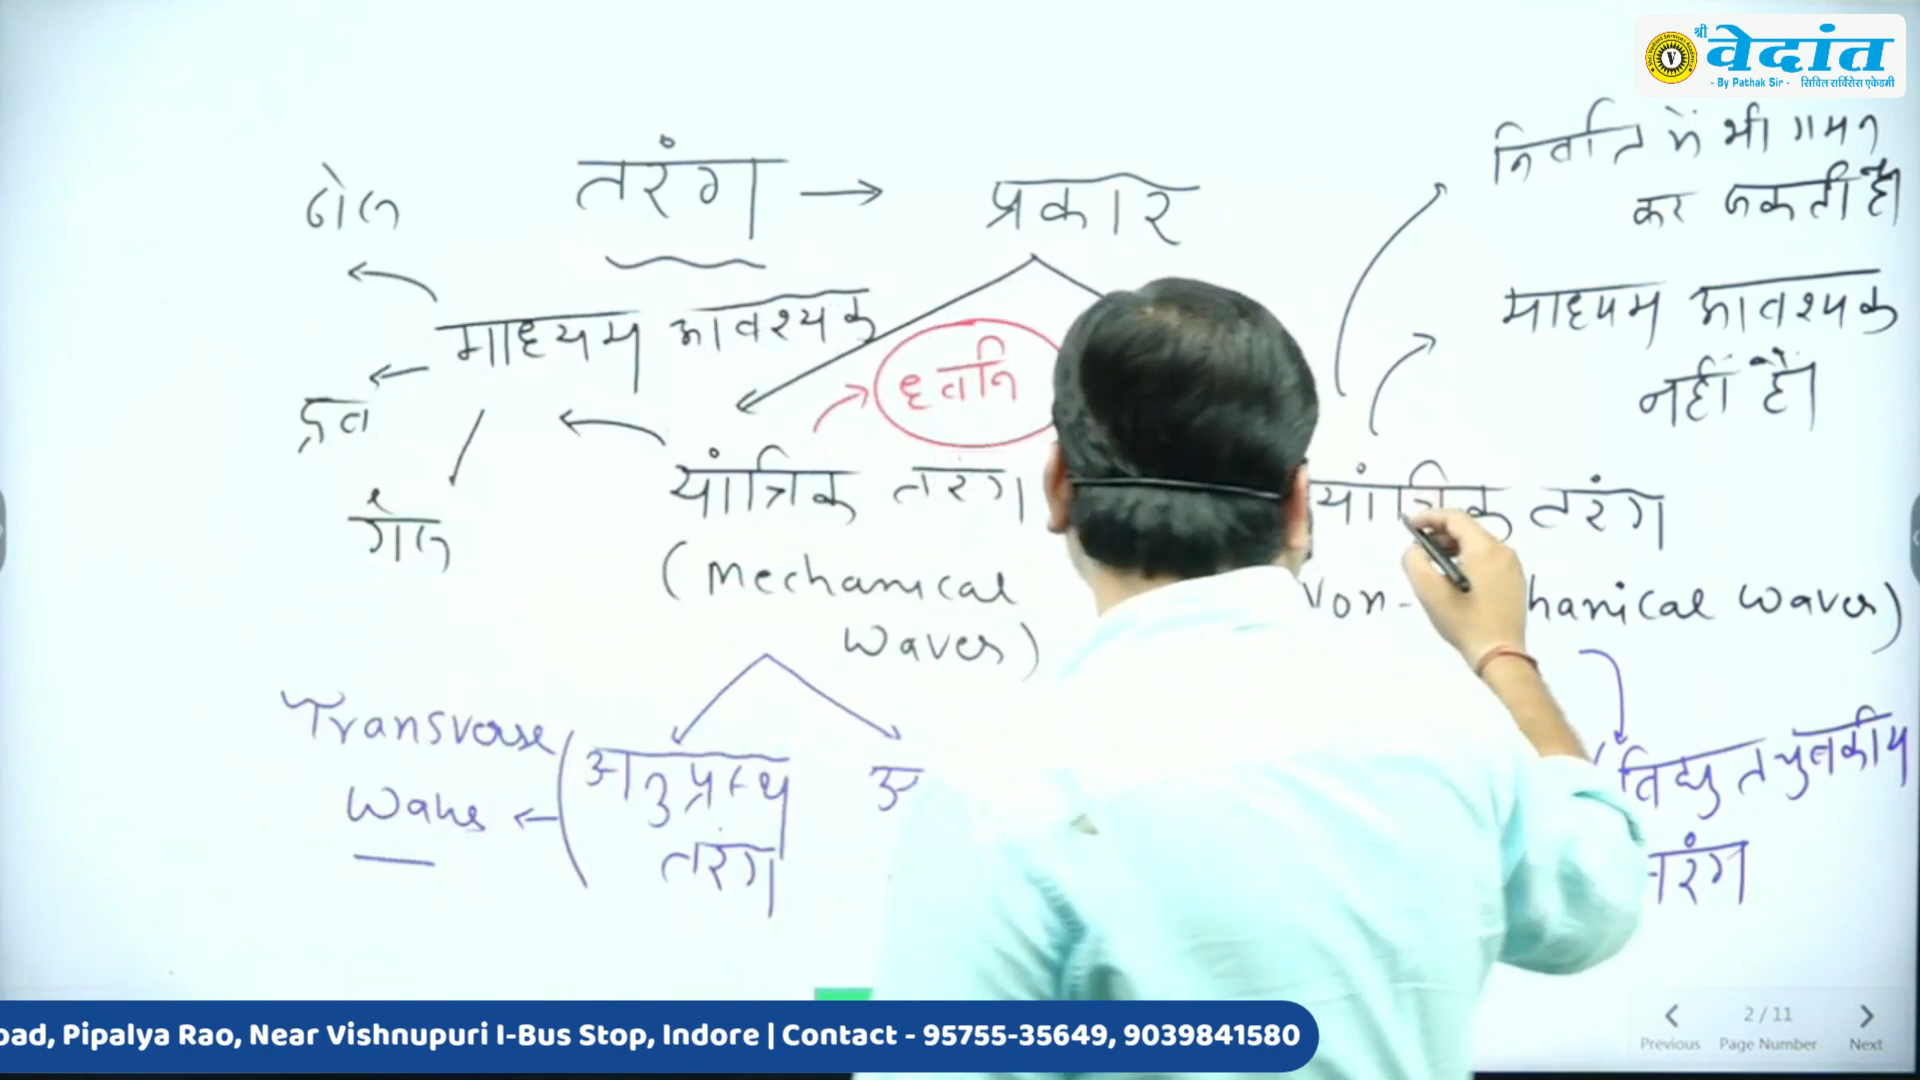 श्री
वेदांत
- By Pathak Sir -
सिविल सर्विसेस एकेडमी
तरंग → प्रकार
निर्वात में भी गमन
कर सकती है।
माध्यम आवश्यक
नहीं है।
माध्यम आवश्यक
द्रव
ध्वनि
यांत्रिक तरंग
(Mechanical
waves)
यांत्रिक तरंग
Non-
hanical waves)
Transverse
अनुप्रस्थ
तरंग
विद्युत चुंबकीय
तरंग
oad, Pipalya Rao, Near Vishnupuri I-Bus Stop, Indore | Contact - 95755-35649, 9039841580
2 / 11
Previous Page Number Next